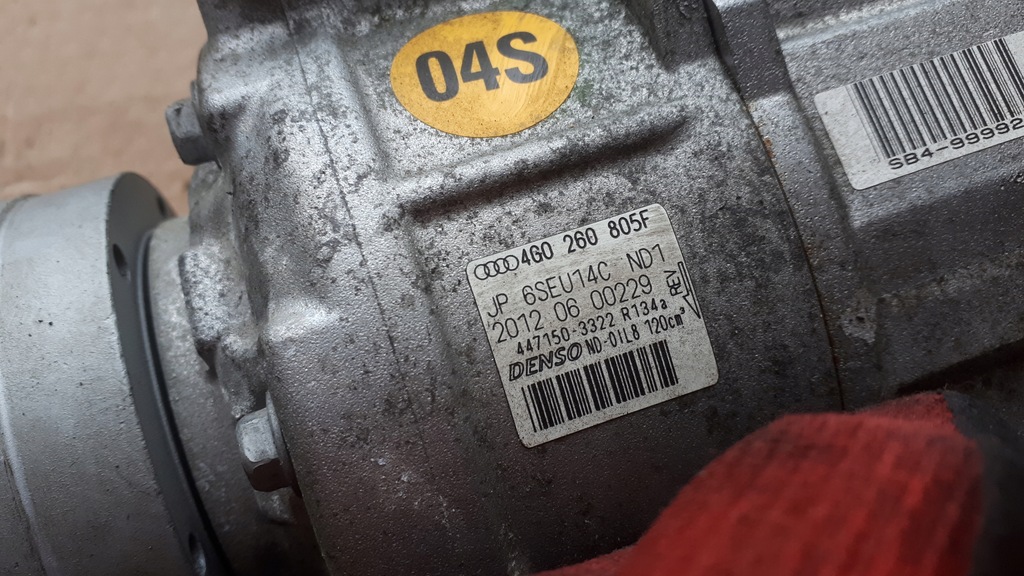 04S
SB4-99992
4G0 260 805F
JP 6SEU14C ND1
2012 06 00229
447150-3322 R134a
DENSO ND-OIL8 120cm³